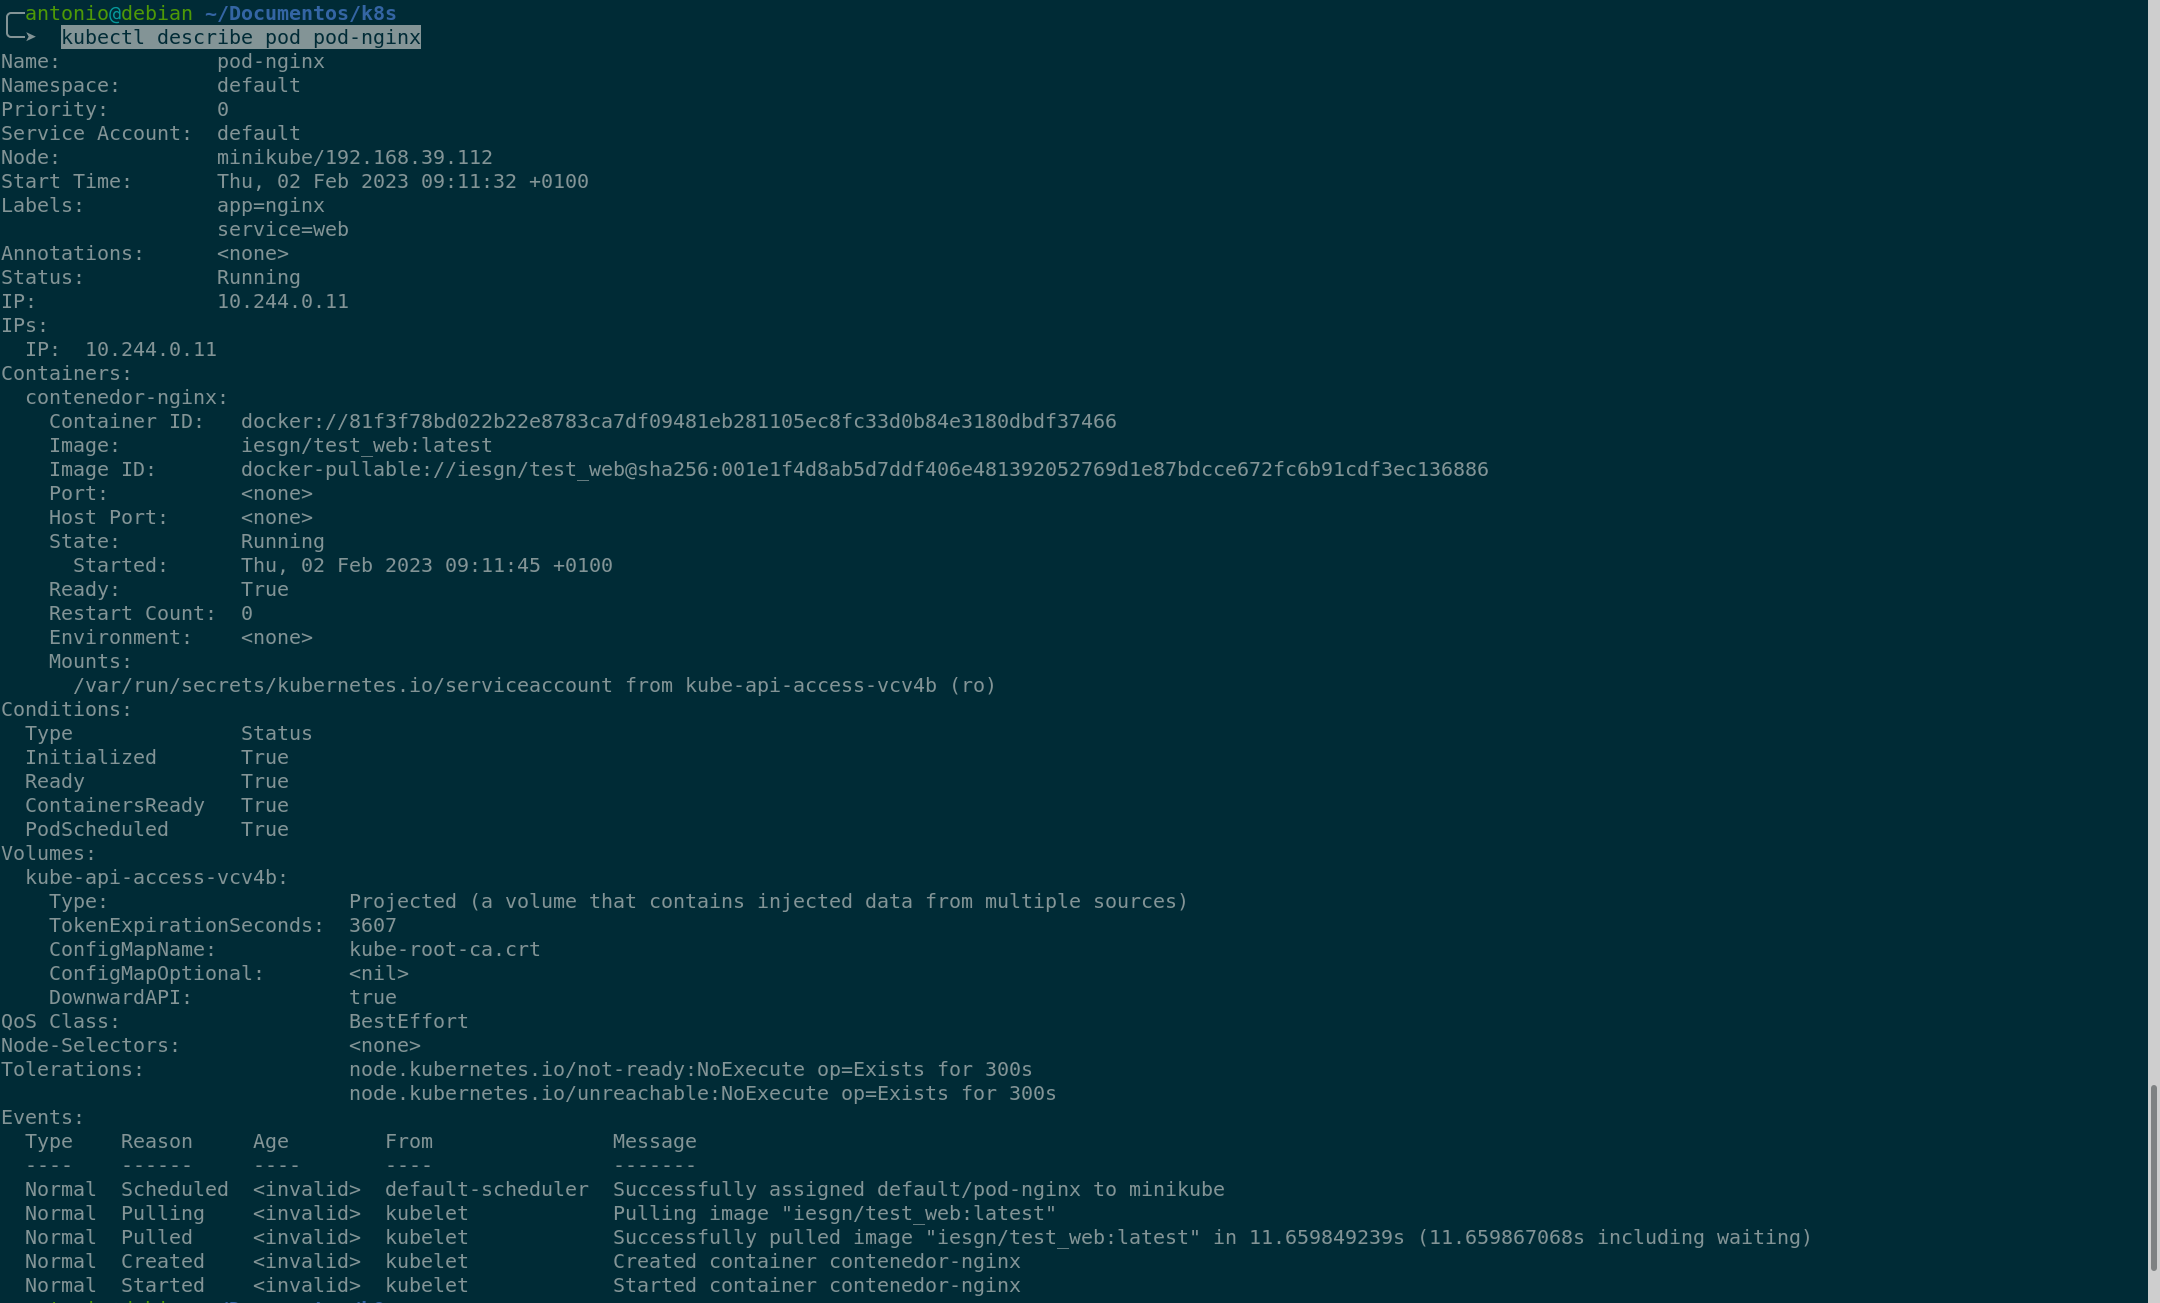 antonio@debian ~/Documentos/k8s
➤  kubectl describe pod pod-nginx
Name:             pod-nginx
Namespace:        default
Priority:         0
Service Account:  default
Node:             minikube/192.168.39.112
Start Time:       Thu, 02 Feb 2023 09:11:32 +0100
Labels:           app=nginx
                  service=web
Annotations:      <none>
Status:           Running
IP:               10.244.0.11
IPs:
  IP:  10.244.0.11
Containers:
  contenedor-nginx:
    Container ID:   docker://81f3f78bd022b22e8783ca7df09481eb281105ec8fc33d0b84e3180dbdf37466
    Image:          iesgn/test_web:latest
    Image ID:       docker-pullable://iesgn/test_web@sha256:001e1f4d8ab5d7ddf406e481392052769d1e87bdcce672fc6b91cdf3ec136886
    Port:           <none>
    Host Port:      <none>
    State:          Running
      Started:      Thu, 02 Feb 2023 09:11:45 +0100
    Ready:          True
    Restart Count:  0
    Environment:    <none>
    Mounts:
      /var/run/secrets/kubernetes.io/serviceaccount from kube-api-access-vcv4b (ro)
Conditions:
  Type              Status
  Initialized       True
  Ready             True
  ContainersReady   True
  PodScheduled      True
Volumes:
  kube-api-access-vcv4b:
    Type:                    Projected (a volume that contains injected data from multiple sources)
    TokenExpirationSeconds:  3607
    ConfigMapName:           kube-root-ca.crt
    ConfigMapOptional:       <nil>
    DownwardAPI:             true
QoS Class:                   BestEffort
Node-Selectors:              <none>
Tolerations:                 node.kubernetes.io/not-ready:NoExecute op=Exists for 300s
                             node.kubernetes.io/unreachable:NoExecute op=Exists for 300s
Events:
  Type    Reason     Age        From               Message
  ----    ------     ----       ----               -------
  Normal  Scheduled  <invalid>  default-scheduler  Successfully assigned default/pod-nginx to minikube
  Normal  Pulling    <invalid>  kubelet            Pulling image "iesgn/test_web:latest"
  Normal  Pulled     <invalid>  kubelet            Successfully pulled image "iesgn/test_web:latest" in 11.659849239s (11.659867068s including waiting)
  Normal  Created    <invalid>  kubelet            Created container contenedor-nginx
  Normal  Started    <invalid>  kubelet            Started container contenedor-nginx